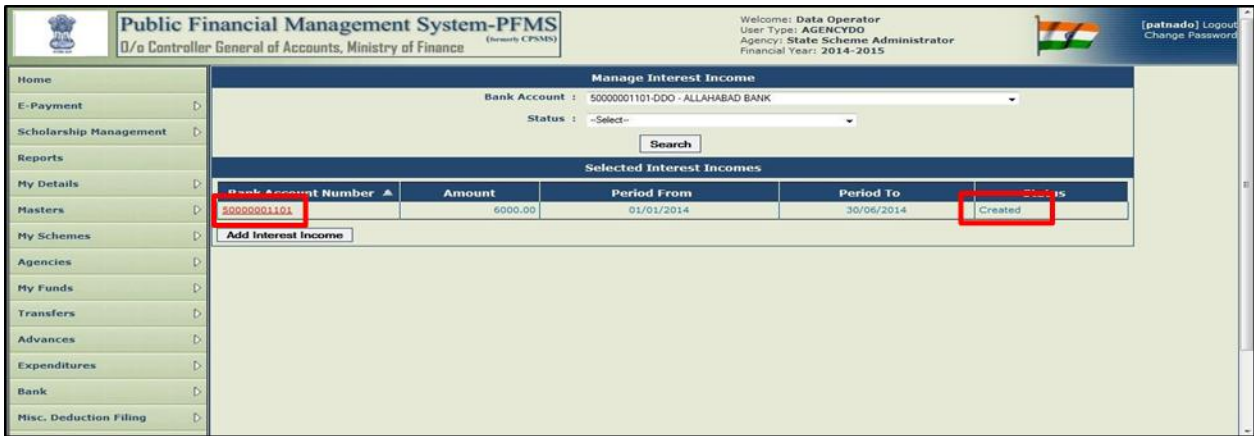 Public Financial Management System-PFMS
(formerly CPSMS)
O/o Controller General of Accounts, Ministry of Finance
Welcome: Data Operator
User Type: AGENCYDO
Agency: State Scheme Administrator
Financial Year: 2014-2015
[patnado] Logout
Change Password
Home
E-Payment
Scholarship Management
Reports
My Details
Masters
My Schemes
Agencies
My Funds
Transfers
Advances
Expenditures
Bank
Misc. Deduction Filing
Manage Interest Income
Bank Account : 50000001101-DDO - ALLAHABAD BANK
Status : --Select--
Search
Selected Interest Incomes
Bank Account Number Amount Period From Period To Status
50000001101 6000.00 01/01/2014 30/06/2014 Created
Add Interest Income